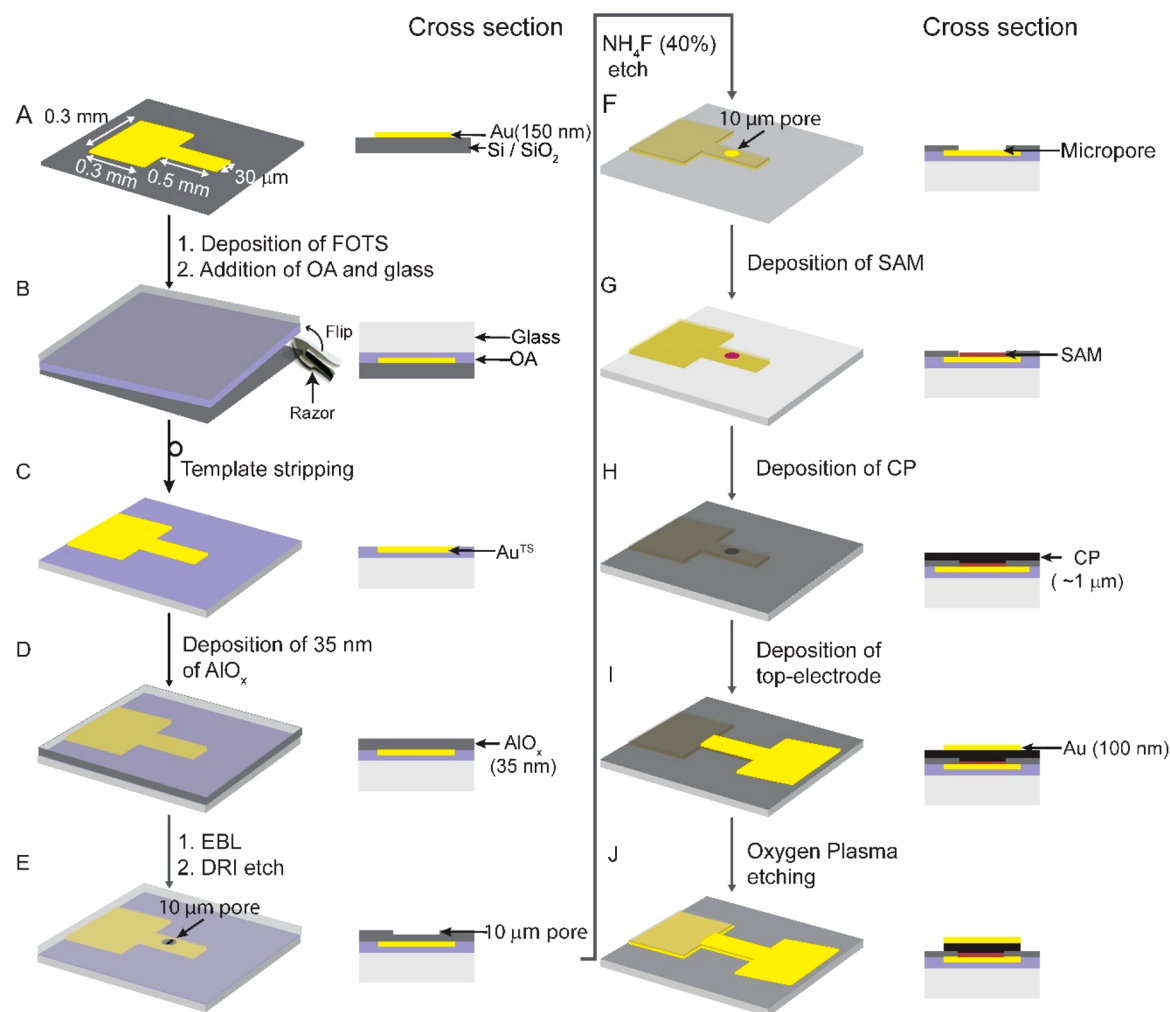 Cross section
A
0.3 mm
0.3 mm
0.5 mm
30 μm
Au(150 nm)
Si / SiO₂
1. Deposition of FOTS
2. Addition of OA and glass
B
Flip
Razor
Glass
OA
Template stripping
C
Auᵀˢ
Deposition of 35 nm
of AlOₓ
D
AlOₓ
(35 nm)
1. EBL
2. DRI etch
E
10 μm pore
10 μm pore
Cross section
NH₄F (40%)
etch
F
10 μm pore
Micropore
Deposition of SAM
G
SAM
Deposition of CP
H
CP
( ~1 μm)
Deposition of
top-electrode
I
Au (100 nm)
Oxygen Plasma
etching
J